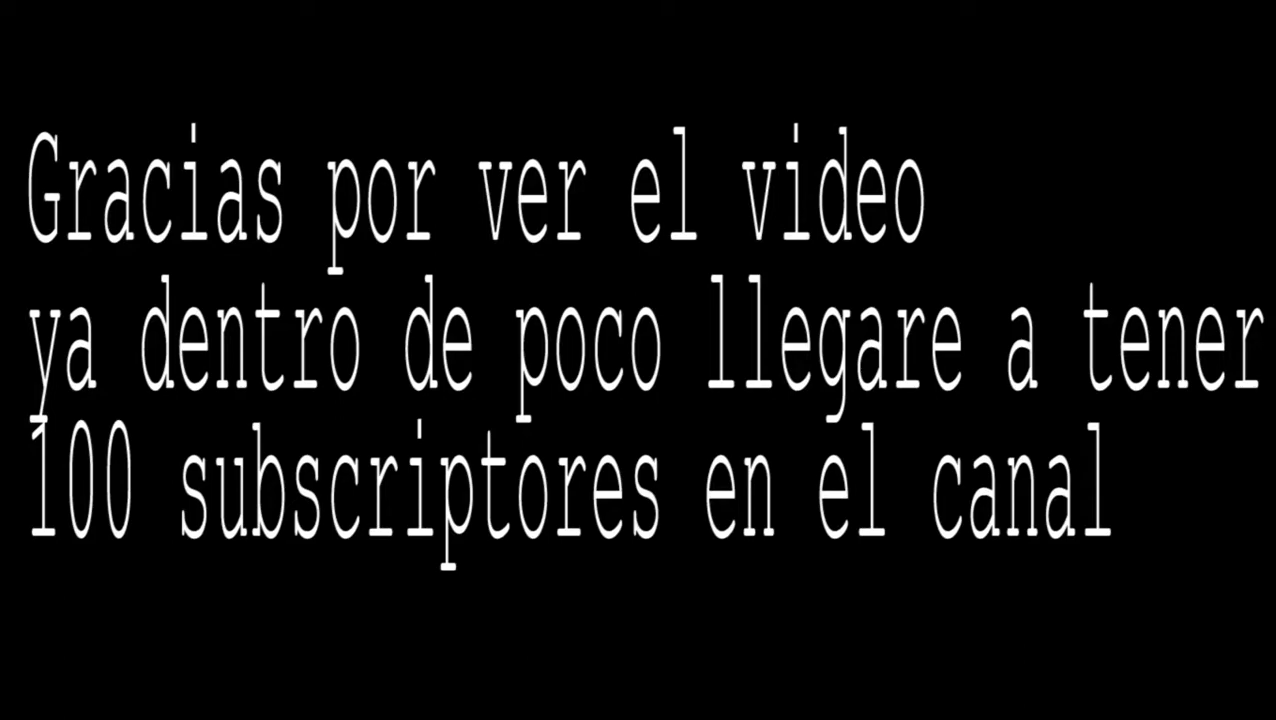 Gracias por ver el video
ya dentro de poco llegare a tener
100 subscriptores en el canal